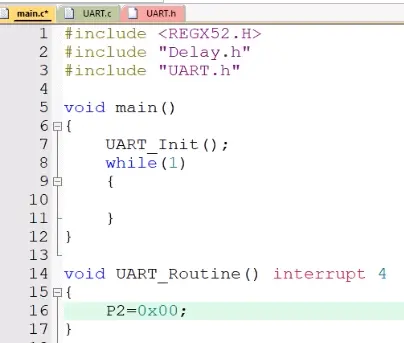 main.c* UART.c UART.h
1 #include <REGX52.H>
2 #include "Delay.h"
3 #include "UART.h"
4
5 void main()
6 {
7 UART_Init();
8 while(1)
9 {
10
11 }
12 }
13
14 void UART_Routine() interrupt 4
15 {
16 P2=0x00;
17 }